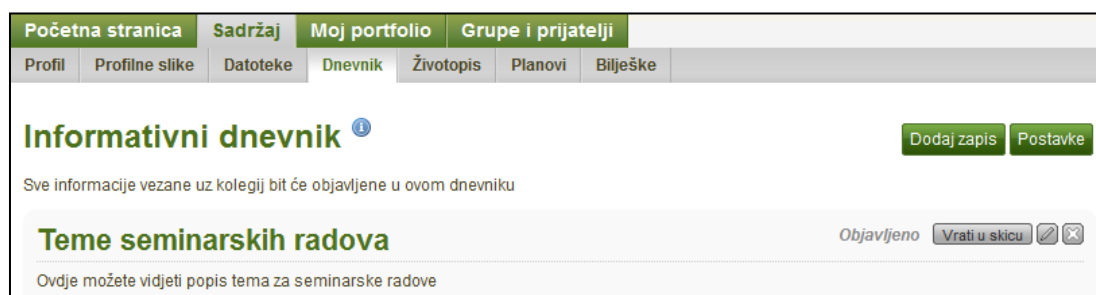 Početna stranica Sadržaj Moj portfolio Grupe i prijatelji
Profil Profilne slike Datoteke Dnevnik Životopis Planovi Bilješke
Informativni dnevnik
Dodaj zapis Postavke
Sve informacije vezane uz kolegij bit će objavljene u ovom dnevniku
Teme seminarskih radova
Objavljeno Vrati u skicu
Ovdje možete vidjeti popis tema za seminarske radove